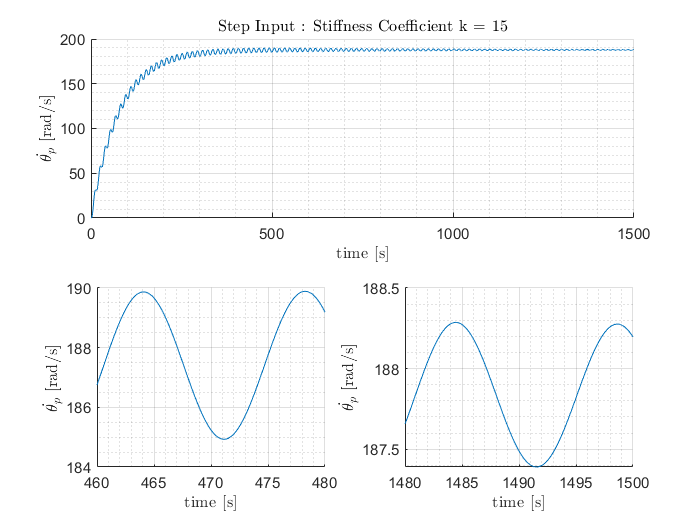 Step Input : Stiffness Coefficient k = 15
200
150
100
50
0
θ̇ₚ [rad/s]
0 500 1000 1500
time [s]
190
188
186
184
θ̇ₚ [rad/s]
460 465 470 475 480
time [s]
188.5
188
187.5
θ̇ₚ [rad/s]
1480 1485 1490 1495 1500
time [s]